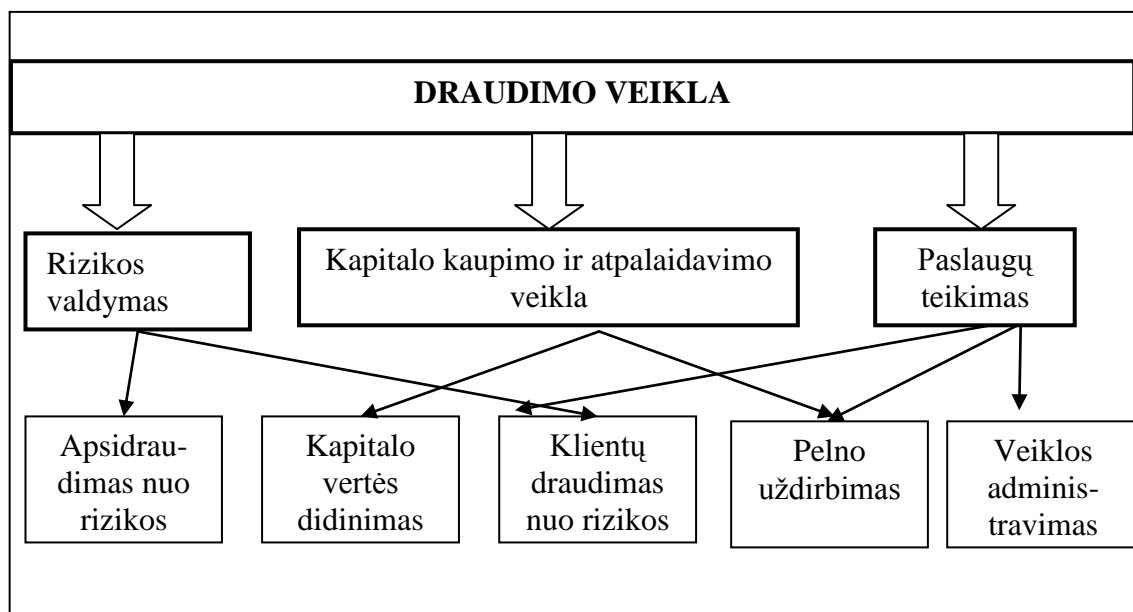 DRAUDIMO VEIKLA
Rizikos
valdymas
Kapitalo kaupimo ir atpalaidavimo
veikla
Paslaugų
teikimas
Apsidrau-
dimas nuo
rizikos
Kapitalo
vertės
didinimas
Klientų
draudimas
nuo rizikos
Pelno
uždirbimas
Veiklos
adminis-
travimas